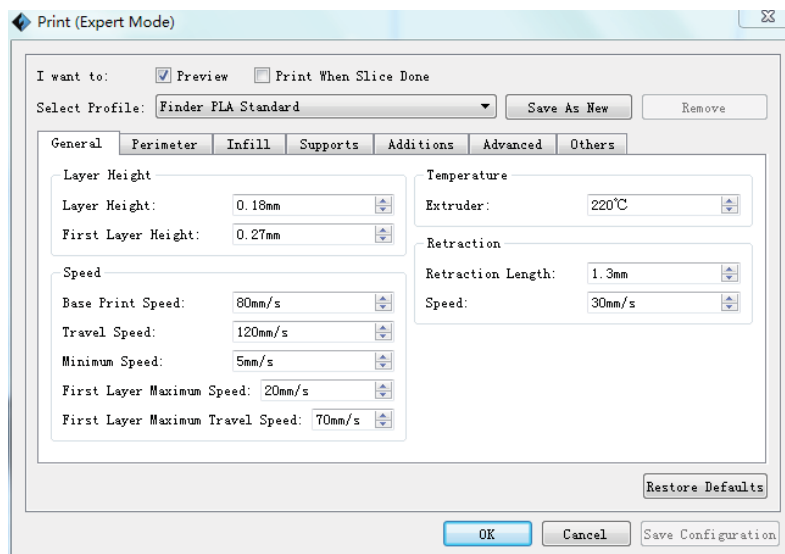 Print (Expert Mode)
I want to: Preview Print When Slice Done
Select Profile: Finder PLA Standard Save As New Remove
General Perimeter Infill Supports Additions Advanced Others
Layer Height
Layer Height: 0.18mm
First Layer Height: 0.27mm
Speed
Base Print Speed: 80mm/s
Travel Speed: 120mm/s
Minimum Speed: 5mm/s
First Layer Maximum Speed: 20mm/s
First Layer Maximum Travel Speed: 70mm/s
Temperature
Extruder: 220℃
Retraction
Retraction Length: 1.3mm
Speed: 30mm/s
Restore Defaults
OK Cancel Save Configuration